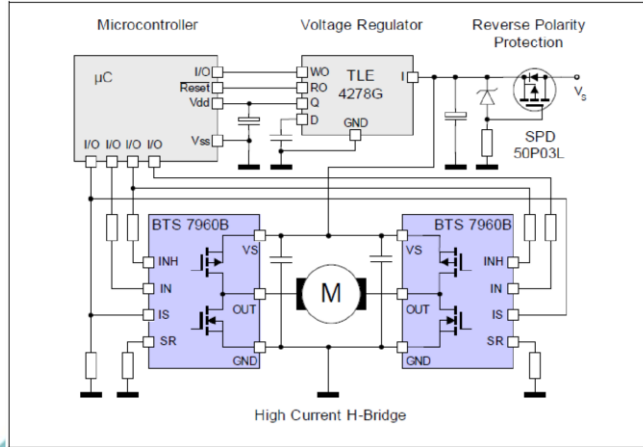 Microcontroller
Voltage Regulator
Reverse Polarity
Protection
µC
I/O
Reset
Vdd
Vss
I/O I/O I/O I/O
WO
RO
Q
D
TLE
4278G
I
GND
V_S
SPD
50P03L
BTS 7960B
VS
INH
IN
IS
SR
OUT
GND
M
BTS 7960B
VS
INH
IN
IS
SR
OUT
GND
High Current H-Bridge